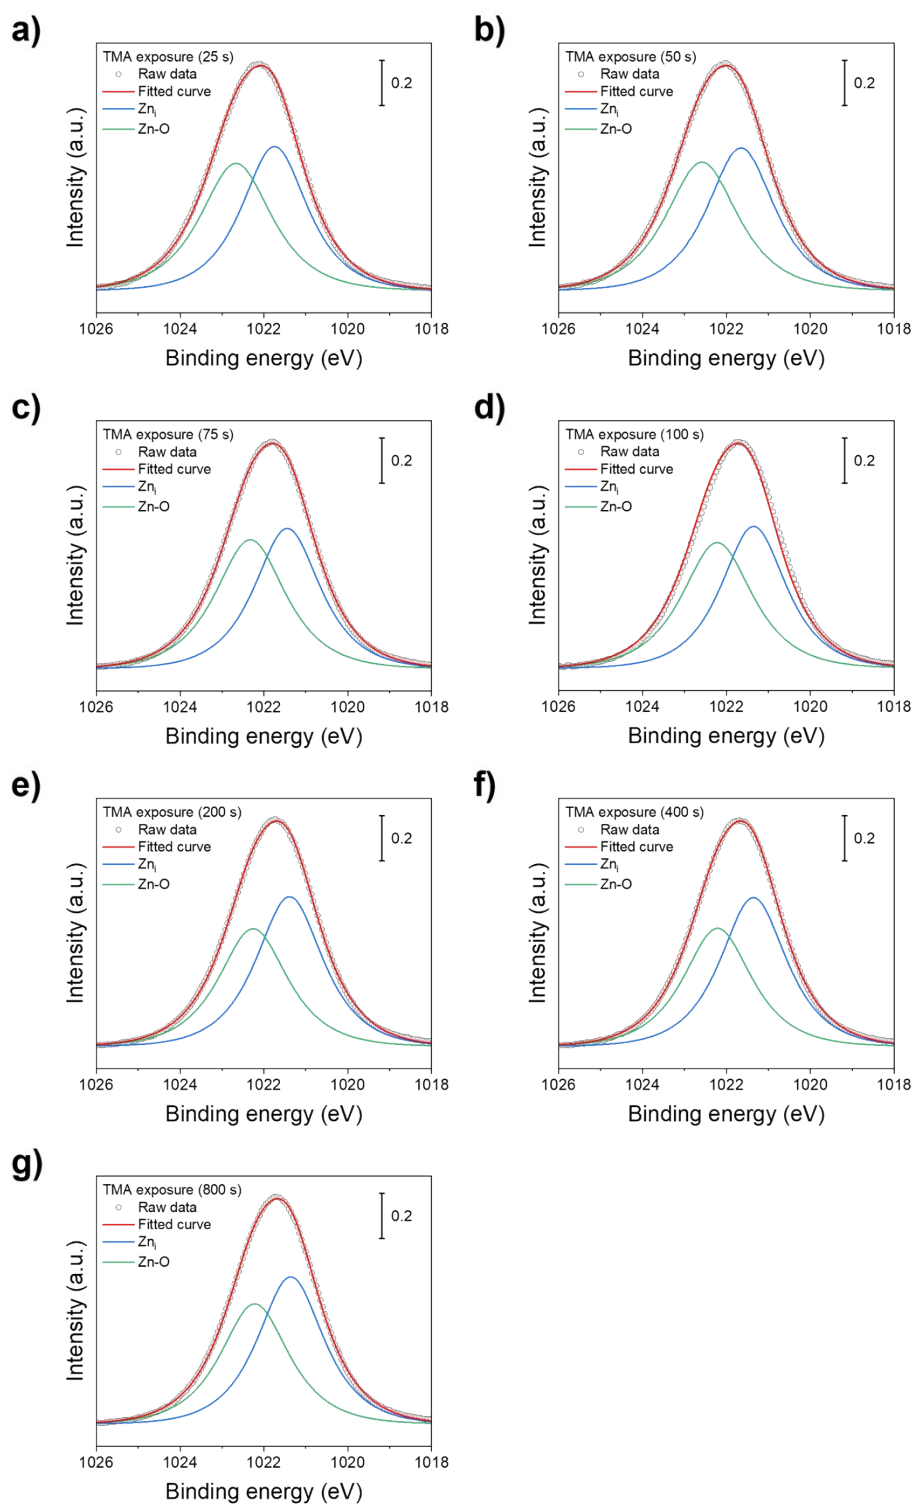 a)
TMA exposure (25 s)
Raw data
Fitted curve
Zni
Zn-O
0.2
Intensity (a.u.)
1026
1024
1022
1020
1018
Binding energy (eV)
b)
TMA exposure (50 s)
Raw data
Fitted curve
Zni
Zn-O
0.2
Intensity (a.u.)
1026
1024
1022
1020
1018
Binding energy (eV)
c)
TMA exposure (75 s)
Raw data
Fitted curve
Zni
Zn-O
0.2
Intensity (a.u.)
1026
1024
1022
1020
1018
Binding energy (eV)
d)
TMA exposure (100 s)
Raw data
Fitted curve
Zni
Zn-O
0.2
Intensity (a.u.)
1026
1024
1022
1020
1018
Binding energy (eV)
e)
TMA exposure (200 s)
Raw data
Fitted curve
Zni
Zn-O
0.2
Intensity (a.u.)
1026
1024
1022
1020
1018
Binding energy (eV)
f)
TMA exposure (400 s)
Raw data
Fitted curve
Zni
Zn-O
0.2
Intensity (a.u.)
1026
1024
1022
1020
1018
Binding energy (eV)
g)
TMA exposure (800 s)
Raw data
Fitted curve
Zni
Zn-O
0.2
Intensity (a.u.)
1026
1024
1022
1020
1018
Binding energy (eV)